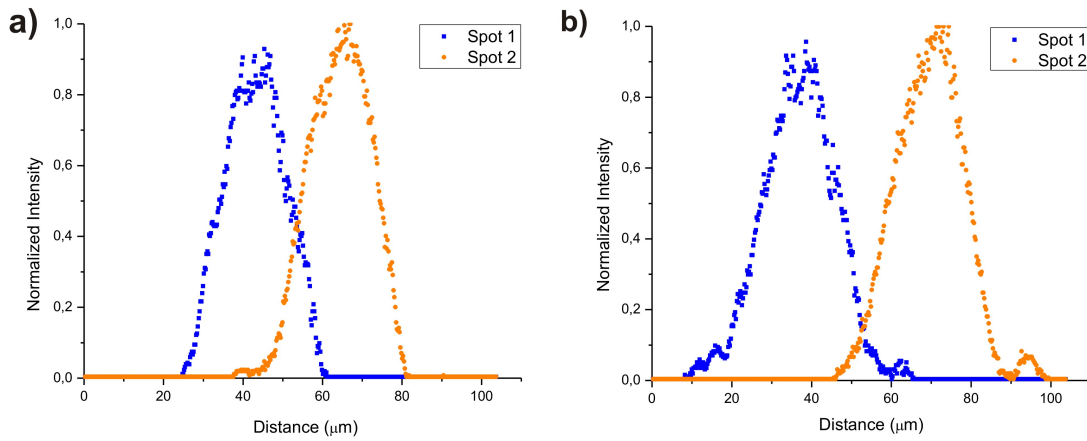 a)
Spot 1
Spot 2
1,0
0,8
0,6
0,4
0,2
0,0
0 20 40 60 80 100
Normalized Intensity
Distance (μm)
b)
Spot 1
Spot 2
1,0
0,8
0,6
0,4
0,2
0,0
0 20 40 60 80 100
Normalized Intensity
Distance (μm)